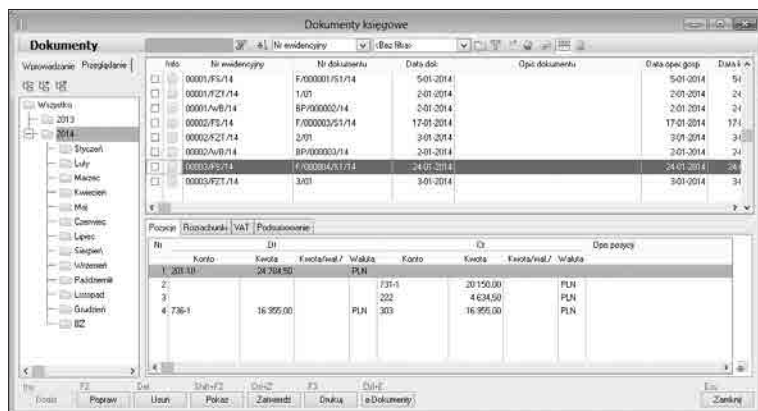 Dokumenty księgowe
Dokumenty
Nr ewidencyjny
<Bez filtra>
Wprowadzanie Przeglądanie
Info Nr ewidencyjny Nr dokumentu Data dok. Opis dokumentu Data oper.gosp.
00001/FS/14 F/000001/S1/14 5-01-2014 5-01-2014
00001/FZT/14 1/01 2-01-2014 2-01-2014
00001/WB/14 BP/000002/14 2-01-2014 2-01-2014
00002/FS/14 F/000003/S1/14 17-01-2014 17-01-2014
00002/FZT/14 2/01 3-01-2014 3-01-2014
00002/WB/14 BP/000003/14 2-01-2014 2-01-2014
00003/FS/14 F/000004/S1/14 24-01-2014 24-01-2014
00003/FZT/14 3/01 3-01-2014 3-01-2014
Wszystko
2013
2014
Styczeń
Luty
Marzec
Kwiecień
Maj
Czerwiec
Lipiec
Sierpień
Wrzesień
Październik
Listopad
Grudzień
BZ
Pozycje Rozrachunki VAT Podsumowanie
Nr Dt Ct Opis pozycji
Konto Kwota Kwota/wal./ Waluta Konto Kwota Kwota/wal./ Waluta
1 201-10 24 784,50 PLN
2 731-1 20 150,00 PLN
3 222 4 634,50 PLN
4 736-1 16 955,00 PLN 303 16 955,00 PLN
Ins F2 Del Shift+F2 Ctrl+Z F3 Ctrl+E Esc
Dodaj Popraw Usuń Pokaż Zatwierdź Drukuj e-Dokumenty Zamknij